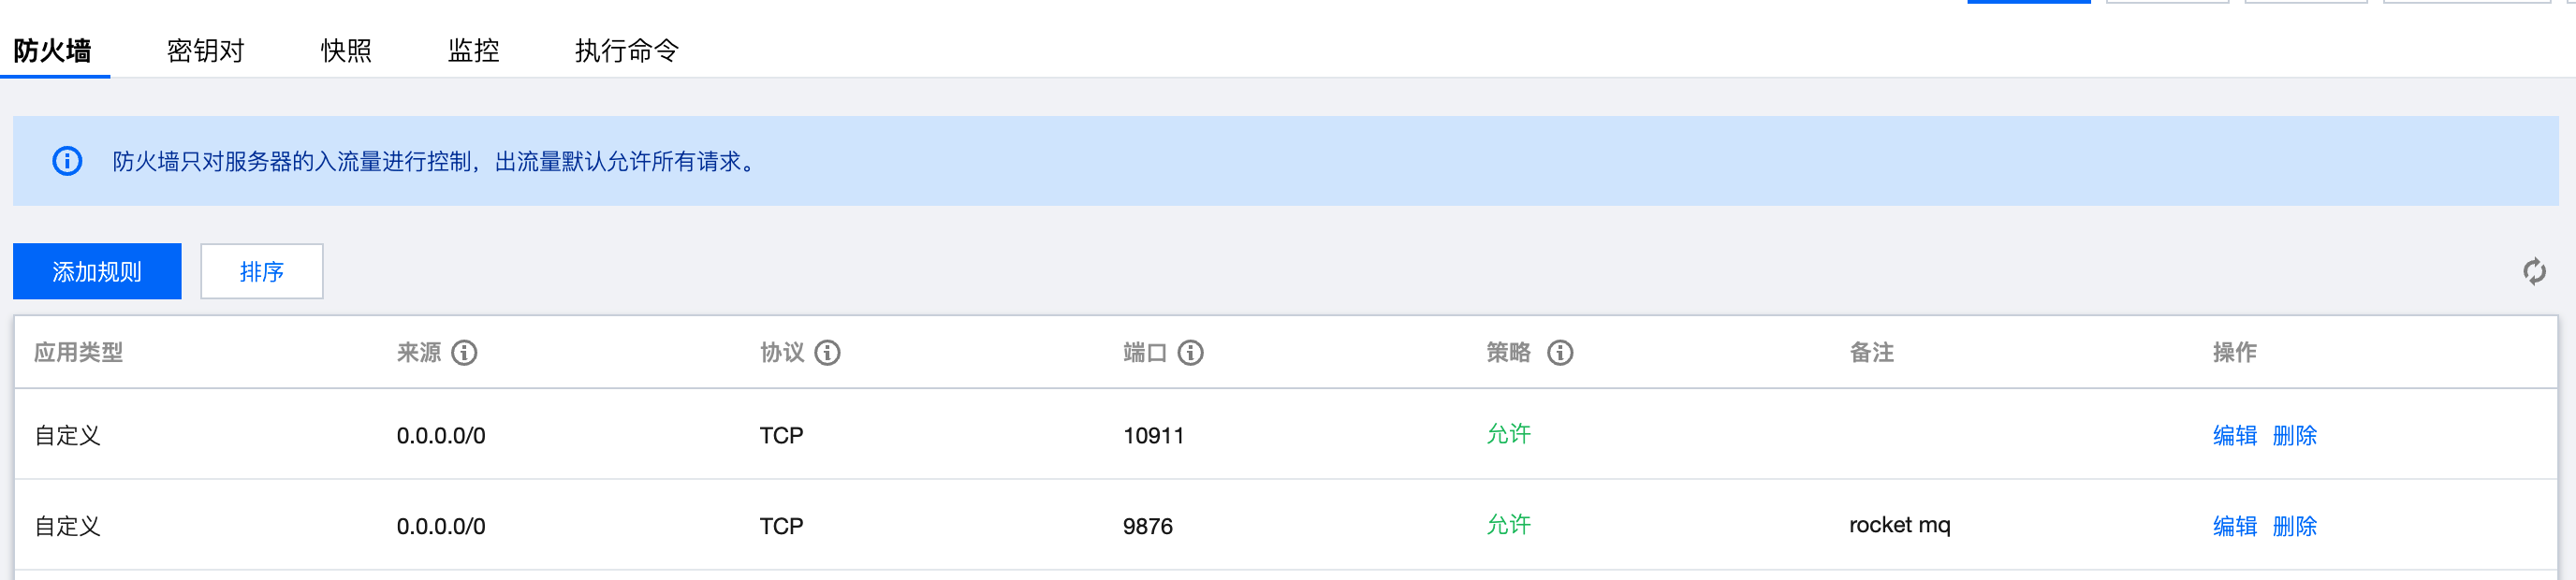 防火墙 密钥对 快照 监控 执行命令
防火墙只对服务器的入流量进行控制，出流量默认允许所有请求。
添加规则 排序
应用类型 来源 协议 端口 策略 备注 操作
自定义 0.0.0.0/0 TCP 10911 允许 编辑 删除
自定义 0.0.0.0/0 TCP 9876 允许 rocket mq 编辑 删除